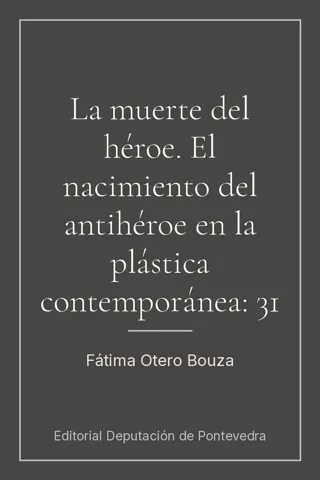 La muerte del
héroe. El
nacimiento del
antihéroe en la
plástica
contemporánea: 31
Fátima Otero Bouza
Editorial Deputación de Pontevedra